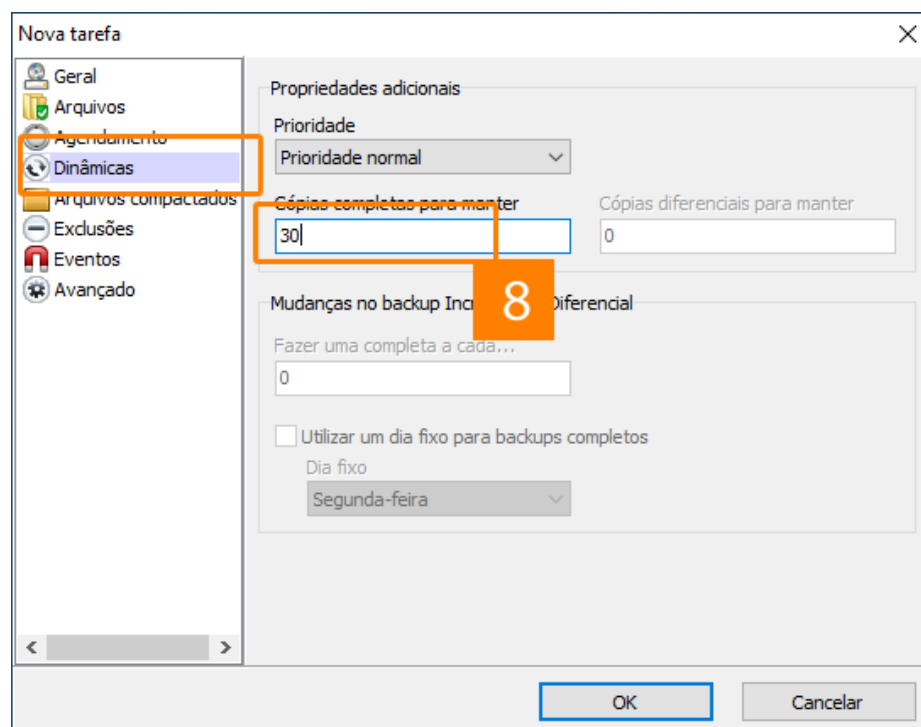 Nova tarefa
Geral
Arquivos
Agendamento
Dinâmicas
Arquivos compactados
Exclusões
Eventos
Avançado
Propriedades adicionais
Prioridade
Prioridade normal
Cópias completas para manter
Cópias diferenciais para manter
30
0
8
Mudanças no backup Diferencial
Fazer uma completa a cada...
0
Utilizar um dia fixo para backups completos
Dia fixo
Segunda-feira
OK
Cancelar